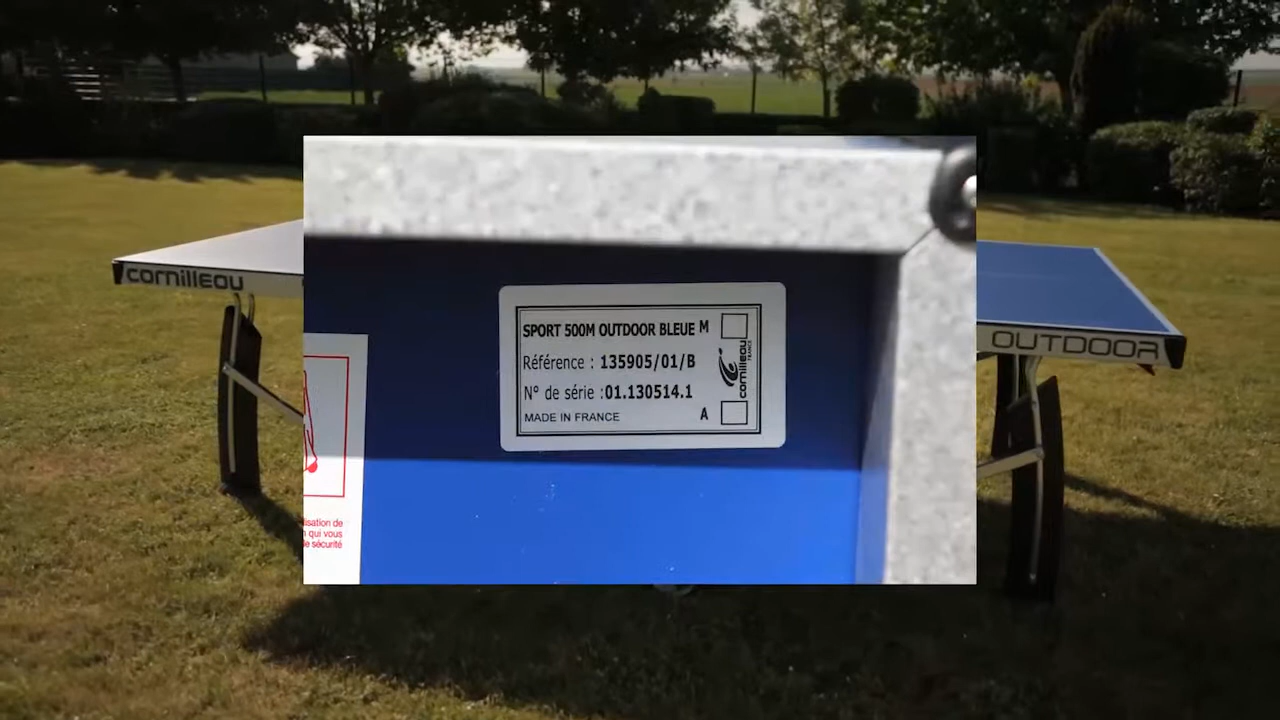 cornilleau
OUTDOOR
SPORT 500M OUTDOOR BLEUE M
Référence : 135905/01/B
N° de série :01.130514.1
MADE IN FRANCE
A
cornilleau
FRANCE
lisation de
n qui vous
de sécurité